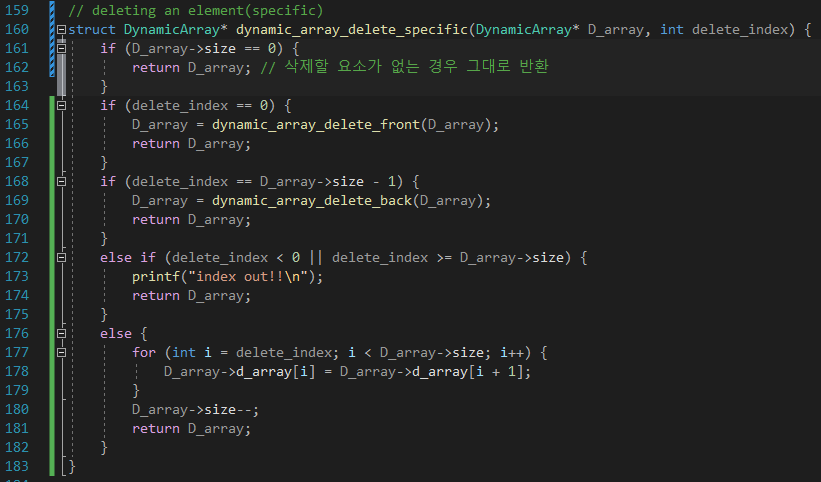 159 // deleting an element(specific)
160 struct DynamicArray* dynamic_array_delete_specific(DynamicArray* D_array, int delete_index) {
161 if (D_array->size == 0) {
162 return D_array; // 삭제할 요소가 없는 경우 그대로 반환
163 }
164 if (delete_index == 0) {
165 D_array = dynamic_array_delete_front(D_array);
166 return D_array;
167 }
168 if (delete_index == D_array->size - 1) {
169 D_array = dynamic_array_delete_back(D_array);
170 return D_array;
171 }
172 else if (delete_index < 0 || delete_index >= D_array->size) {
173 printf("index out!!\n");
174 return D_array;
175 }
176 else {
177 for (int i = delete_index; i < D_array->size; i++) {
178 D_array->d_array[i] = D_array->d_array[i + 1];
179 }
180 D_array->size--;
181 return D_array;
182 }
183 }